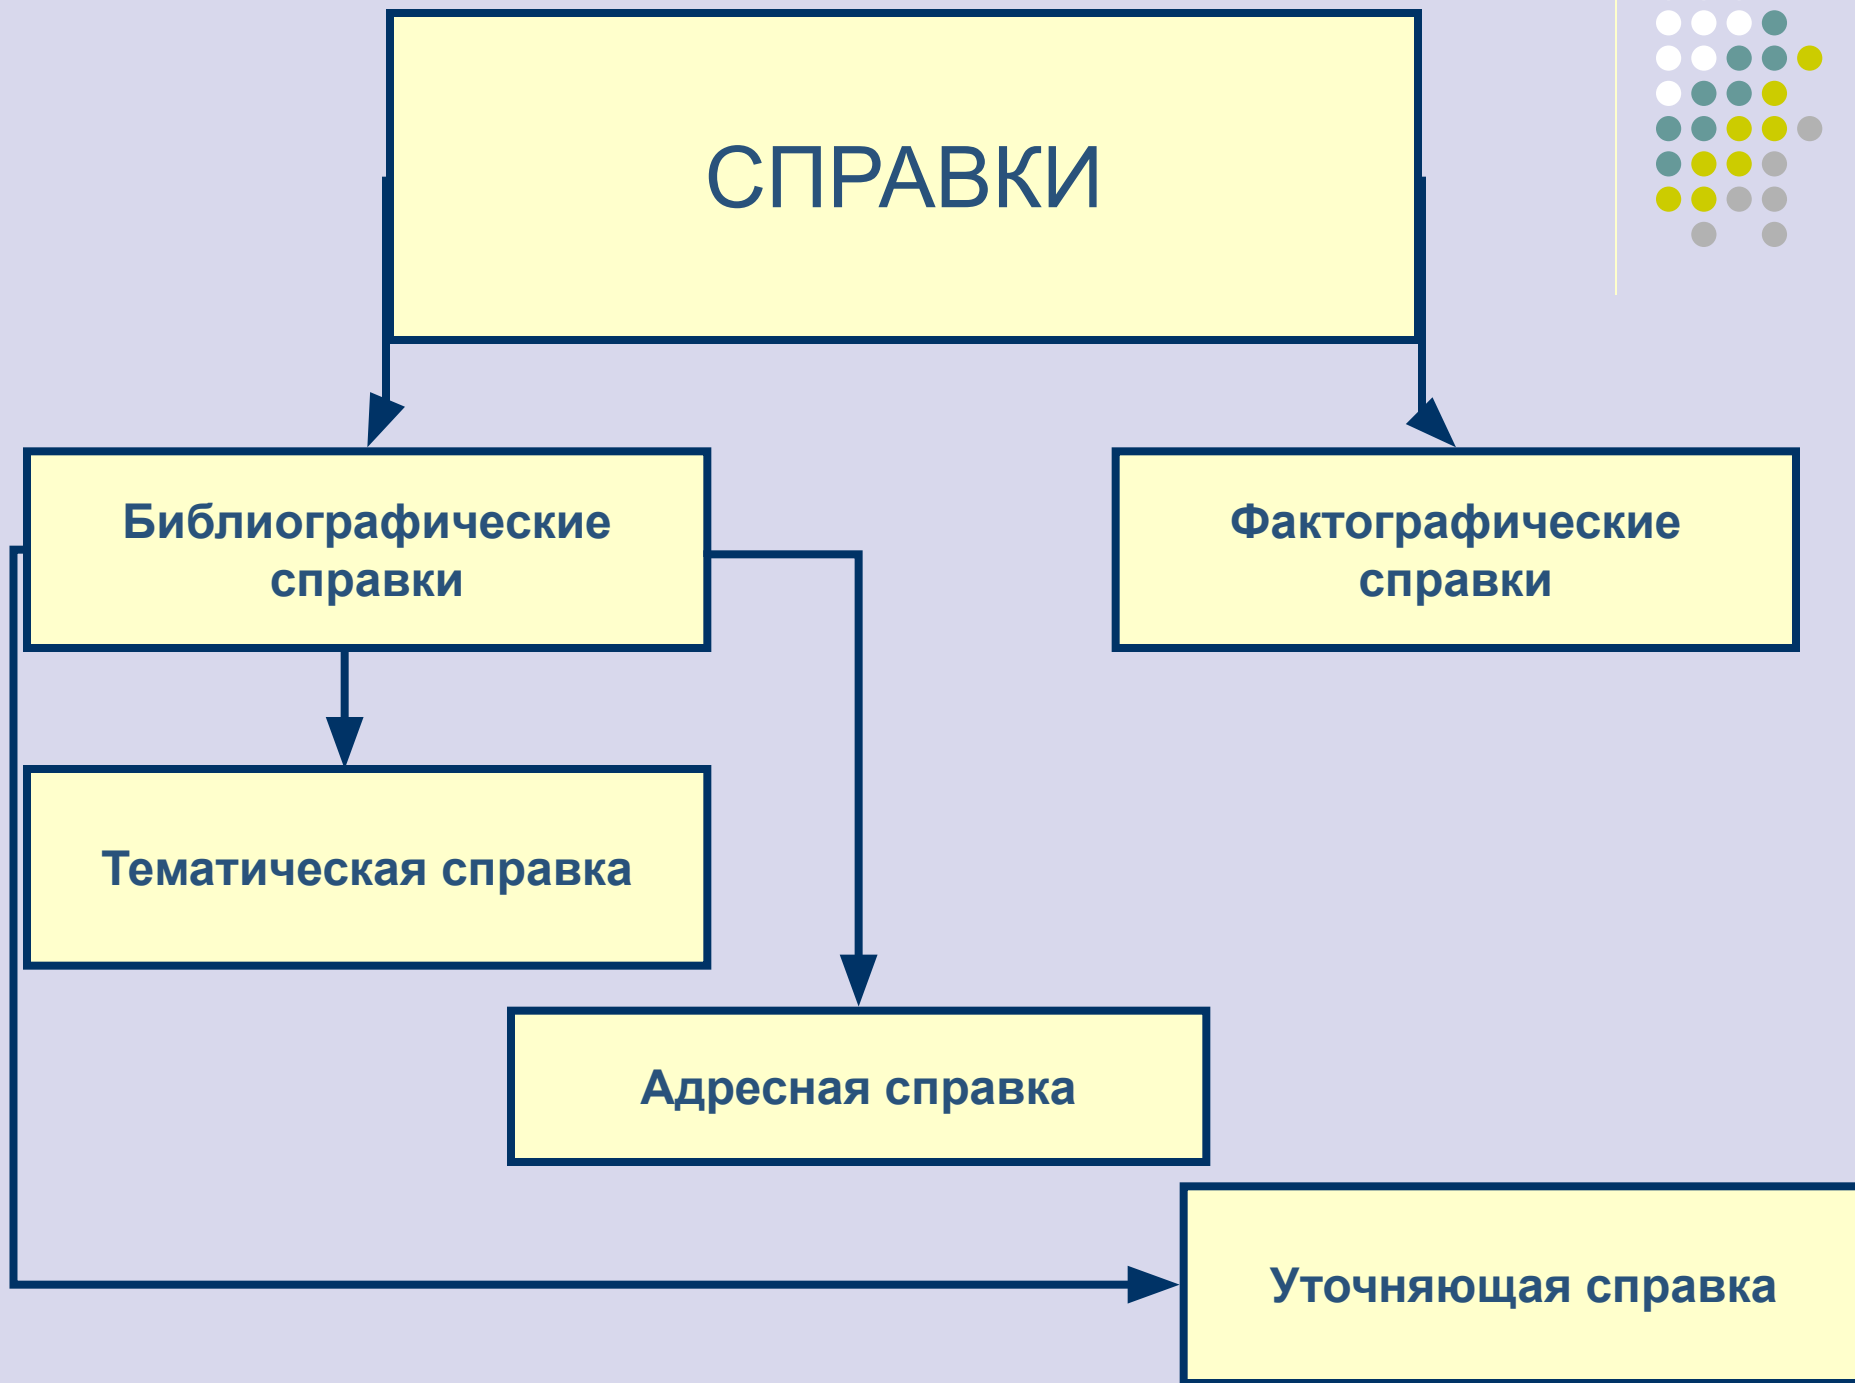 СПРАВКИ
Библиографические
справки
Фактографические
справки
Тематическая справка
Адресная справка
Уточняющая справка